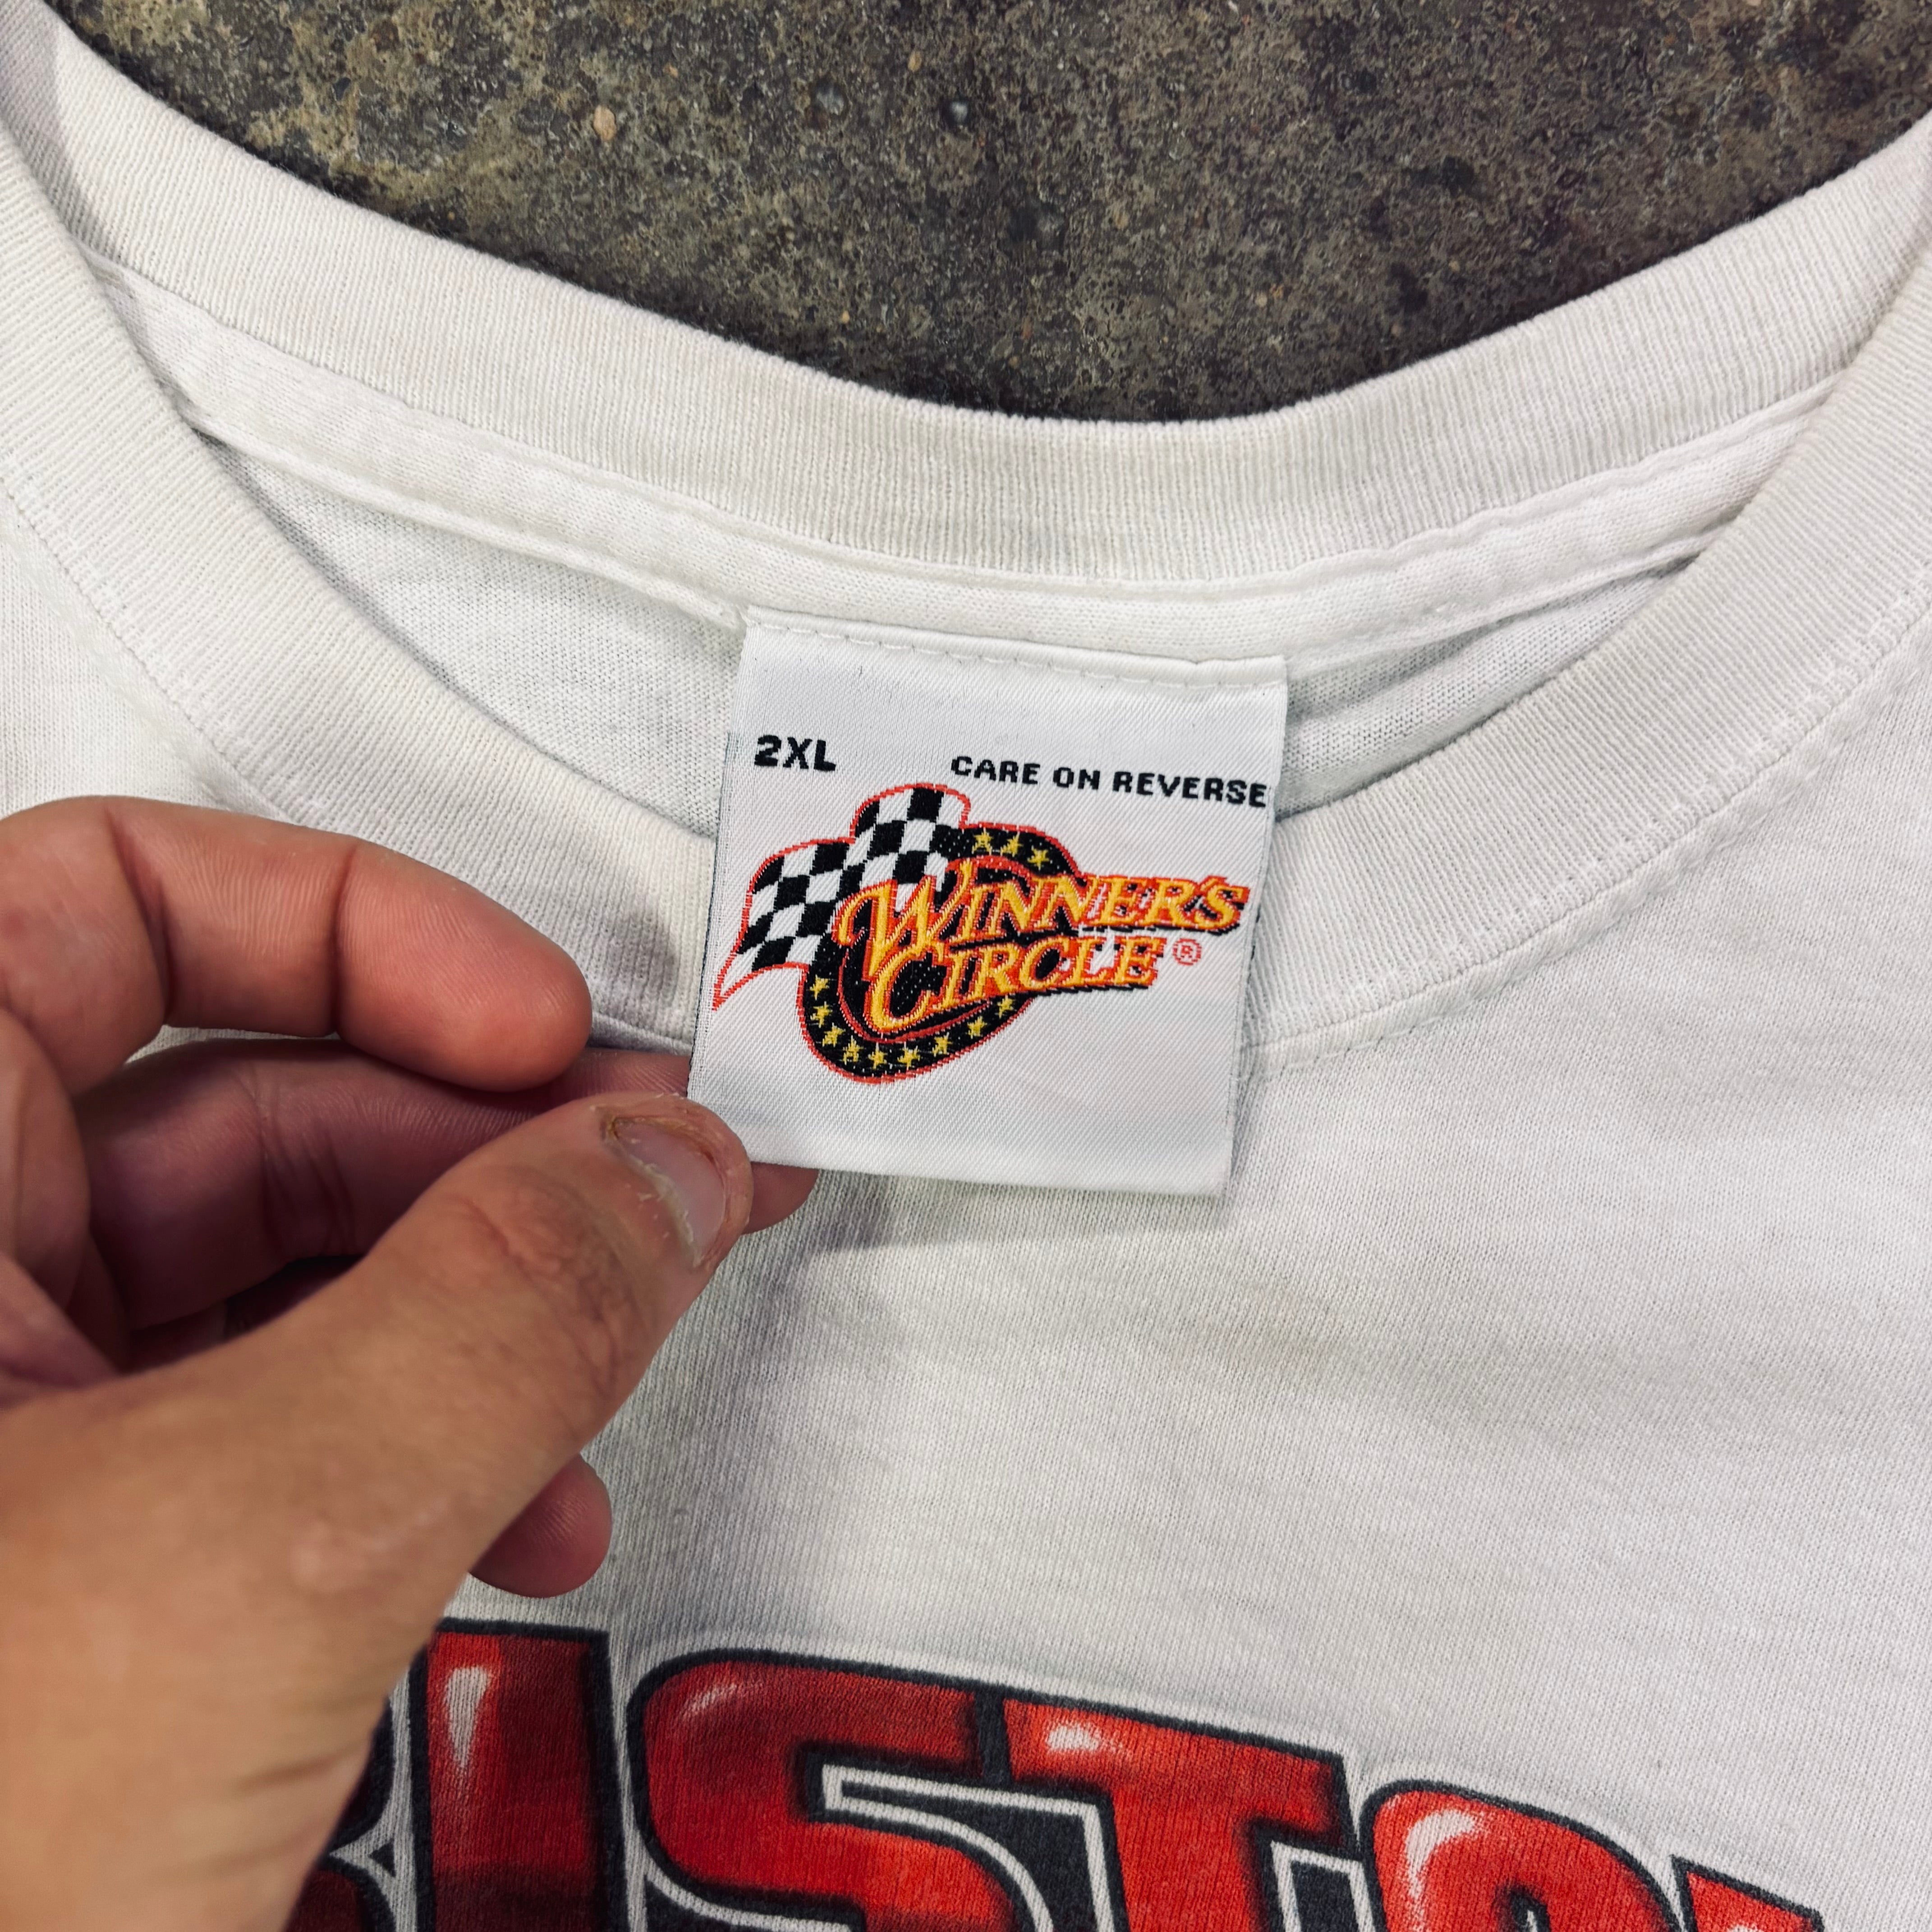 2XL CARE ON REVERSE
WINNER'S
CIRCLE®